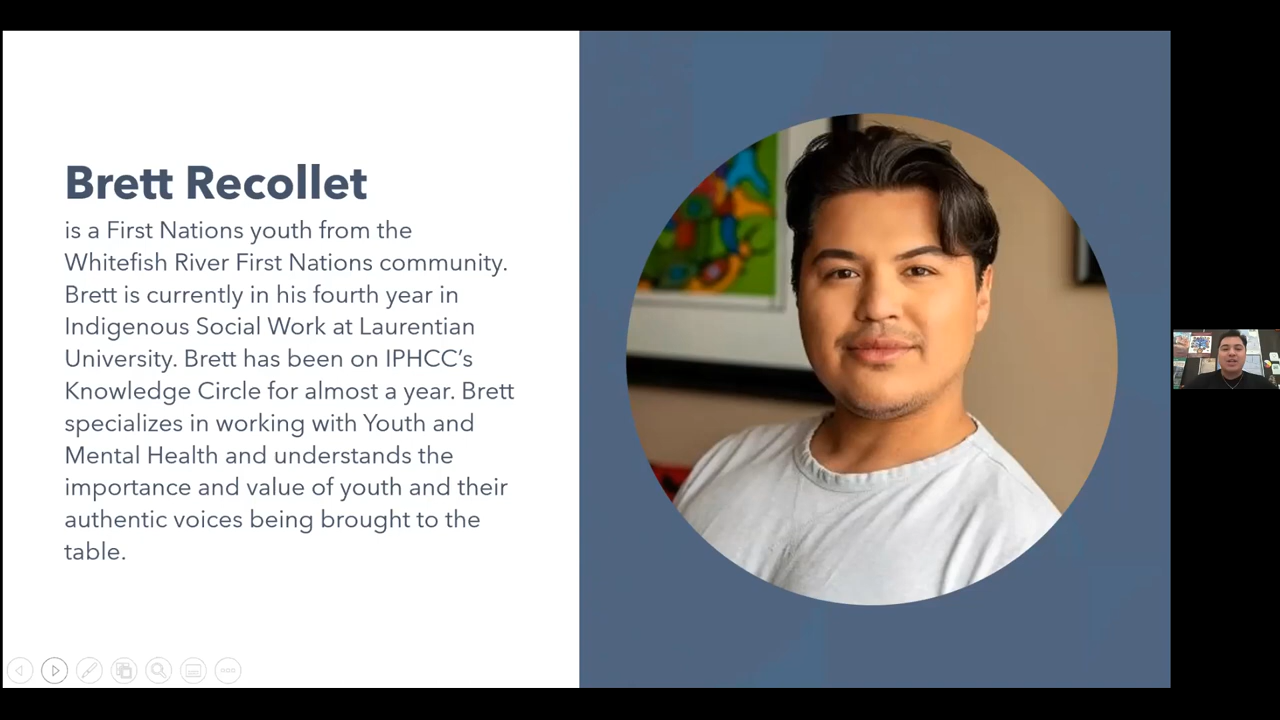 Brett Recollet
is a First Nations youth from the
Whitefish River First Nations community.
Brett is currently in his fourth year in
Indigenous Social Work at Laurentian
University. Brett has been on IPHCC’s
Knowledge Circle for almost a year. Brett
specializes in working with Youth and
Mental Health and understands the
importance and value of youth and their
authentic voices being brought to the
table.